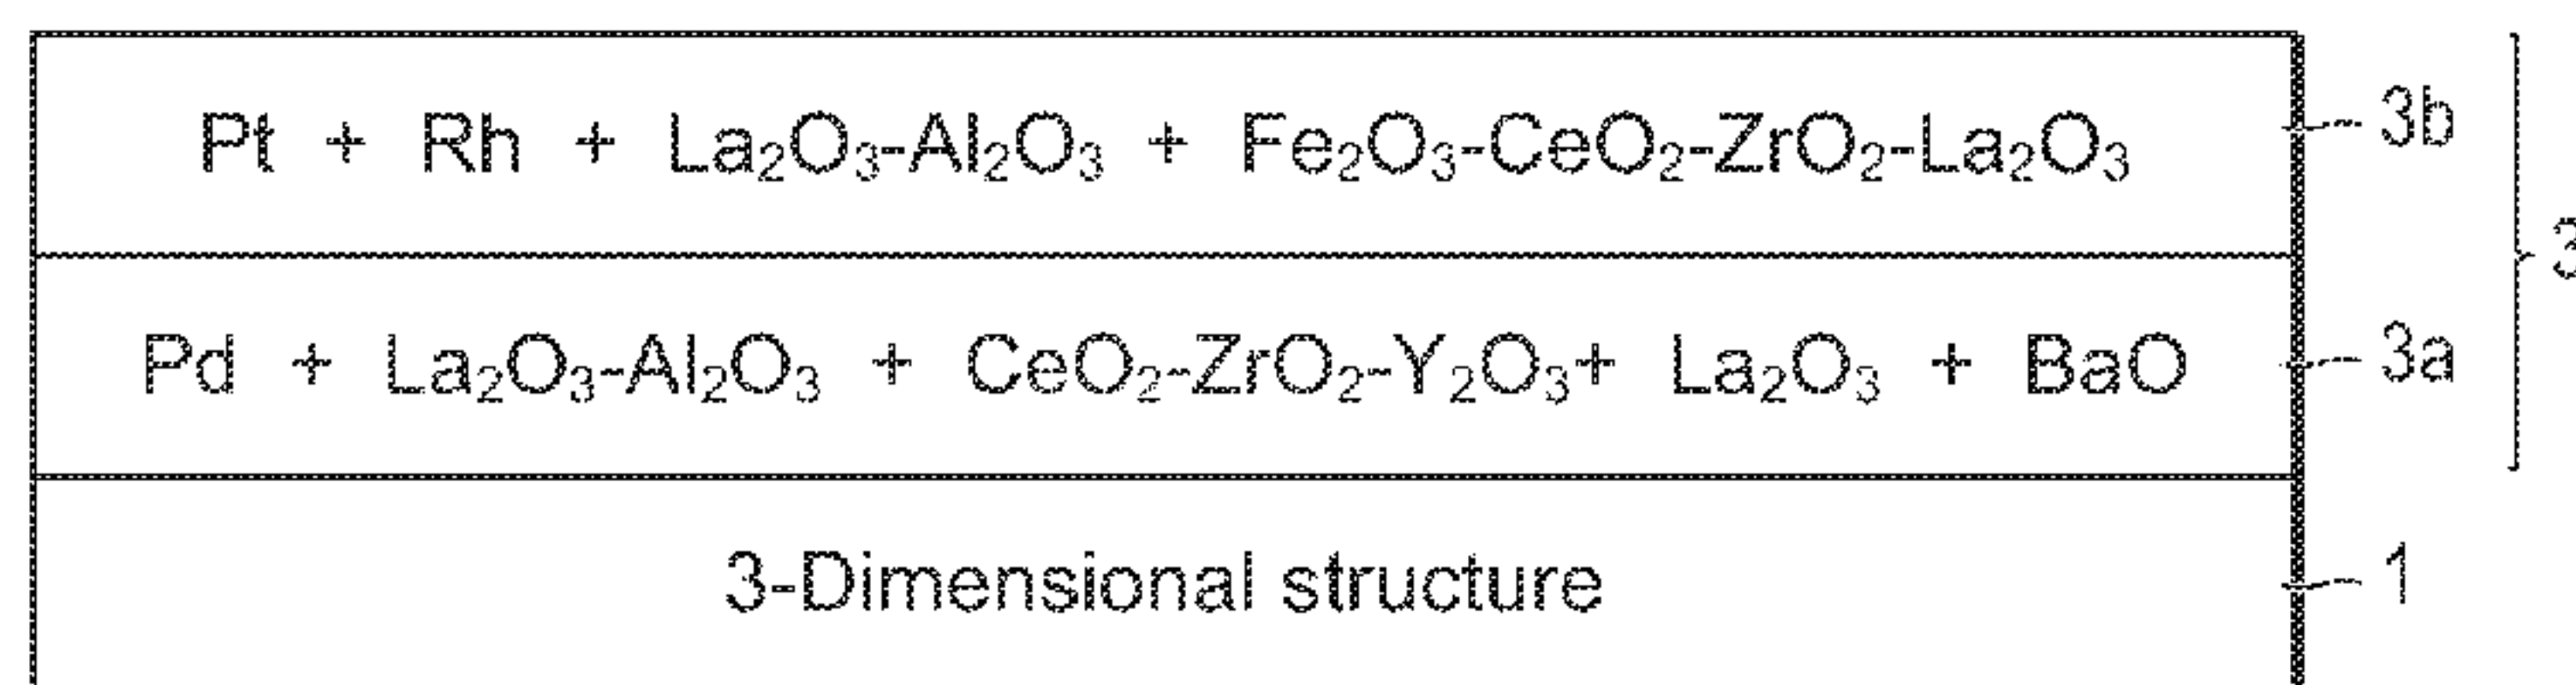 Pt + Rh + La₂O₃-Al₂O₃ + Fe₂O₃-CeO₂-ZrO₂-La₂O₃ 3b
3
Pd + La₂O₃-Al₂O₃ + CeO₂-ZrO₂-Y₂O₃+ La₂O₃ + BaO 3a
3-Dimensional structure 1